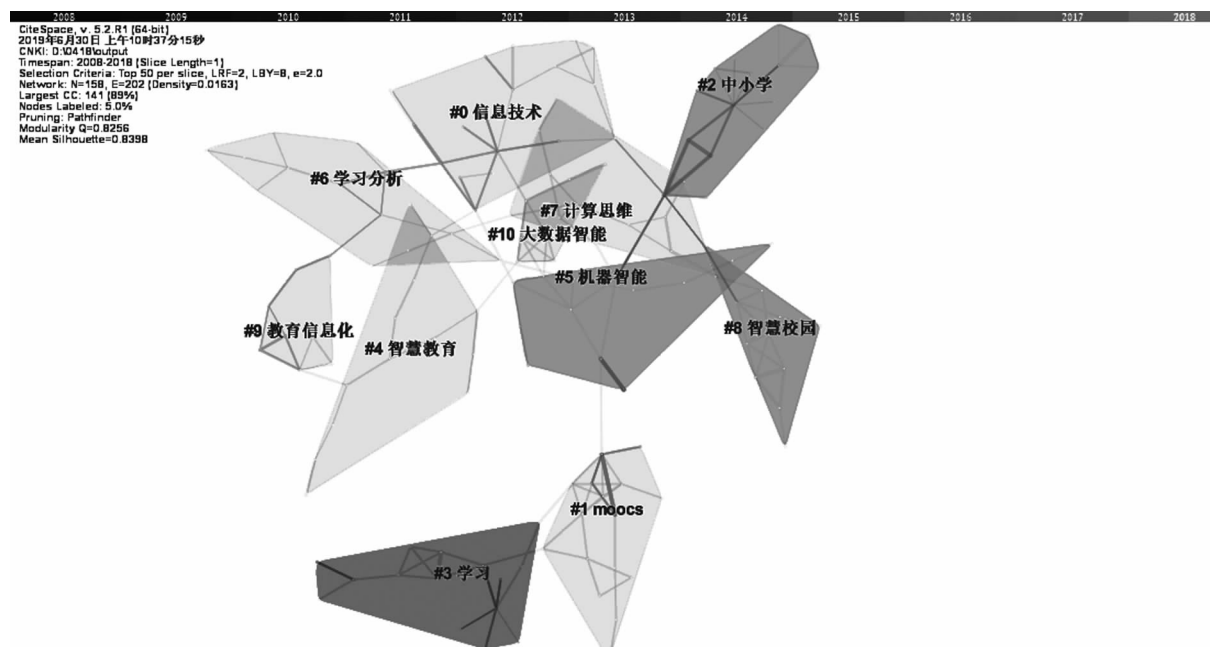 2008 2009 2010 2011 2012 2013 2014 2015 2016 2017 2018
CiteSpace, v. 5.2.R1 (64-bit)
2019年6月30日 上午10时37分15秒
CNKI: D:\0418\output
Timespan: 2008-2018 (Slice Length=1)
Selection Criteria: Top 50 per slice, LRF=2, LBY=8, e=2.0
Network: N=158, E=202 (Density=0.0163)
Largest CC: 141 (89%)
Nodes Labeled: 5.0%
Pruning: Pathfinder
Modularity Q=0.8256
Mean Silhouette=0.8398
#2 中小学
#0 信息技术
#6 学习分析
#7 计算思维
#10 大数据智能
#5 机器智能
#9 教育信息化
#4 智慧教育
#8 智慧校园
#1 moocs
#3 学习